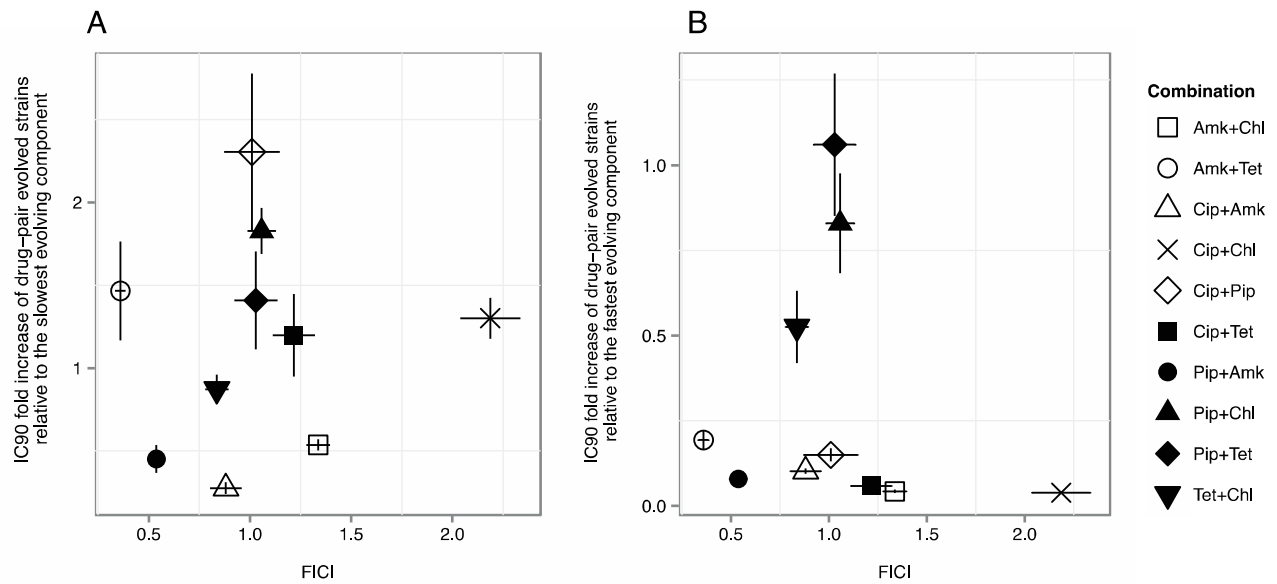 A
IC90 fold increase of drug−pair evolved strains
relative to the slowest evolving component
2
1
0.5
1.0
1.5
2.0
FICI
B
IC90 fold increase of drug−pair evolved strains
relative to the fastest evolving component
1.0
0.5
0.0
0.5
1.0
1.5
2.0
FICI
Combination
Amk+Chl
Amk+Tet
Cip+Amk
Cip+Chl
Cip+Pip
Cip+Tet
Pip+Amk
Pip+Chl
Pip+Tet
Tet+Chl